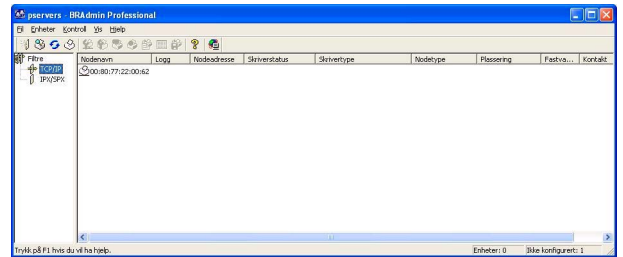 pservers - BRAdmin Professional
Fil Enheter Kontroll Vis Hjelp
Filtre
TCP/IP
IPX/SPX
Nodenavn Logg Nodeadresse Skriverstatus Skrivertype Nodetype Plassering Fastva... Kontakt
00:80:77:22:00:62
Trykk på F1 hvis du vil ha hjelp. Enheter: 0 Ikke konfigurert: 1